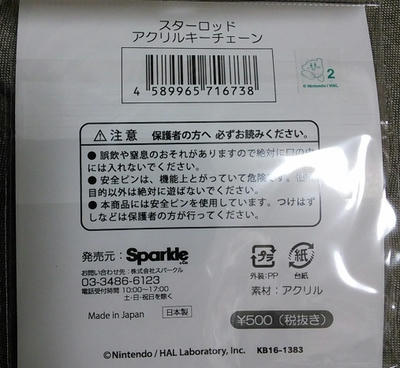 スターロッド
アクリルキーチェーン
4 589965 716738
2
©Nintendo / HAL
⚠注意 保護者の方へ 必ずお読みください。
●誤飲や窒息のおそれがありますので絶対に口の中
には入れないでください。
●安全ピンは、機能上とがっていて危険です。
目的以外は絶対に遊ばないでください。
●本商品には安全ピンを使用しています。つけはず
しなどは保護者の方が行ってください。
発売元：Sparkle
お問い合わせ先：株式会社スパークル
03-3486-6123
電話受付時間 10:00～17:00
土・日・祝日を除く
Made in Japan 日本製
プラ 紙
外装：PP 台紙
素材：アクリル
¥500（税抜き）
©Nintendo / HAL Laboratory, Inc. KB16-1383